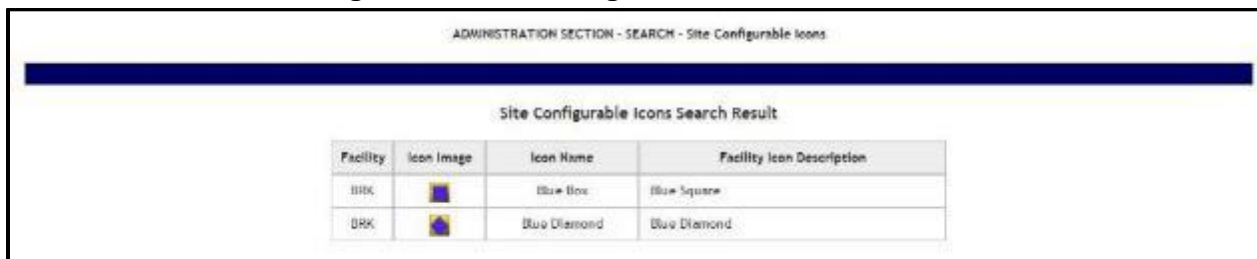 ADMINISTRATION SECTION - SEARCH - Site Configurable Icons
Site Configurable Icons Search Result
Facility Icon Image Icon Name Facility Icon Description
BRK Blue Box Blue Square
BRK Blue Diamond Blue Diamond